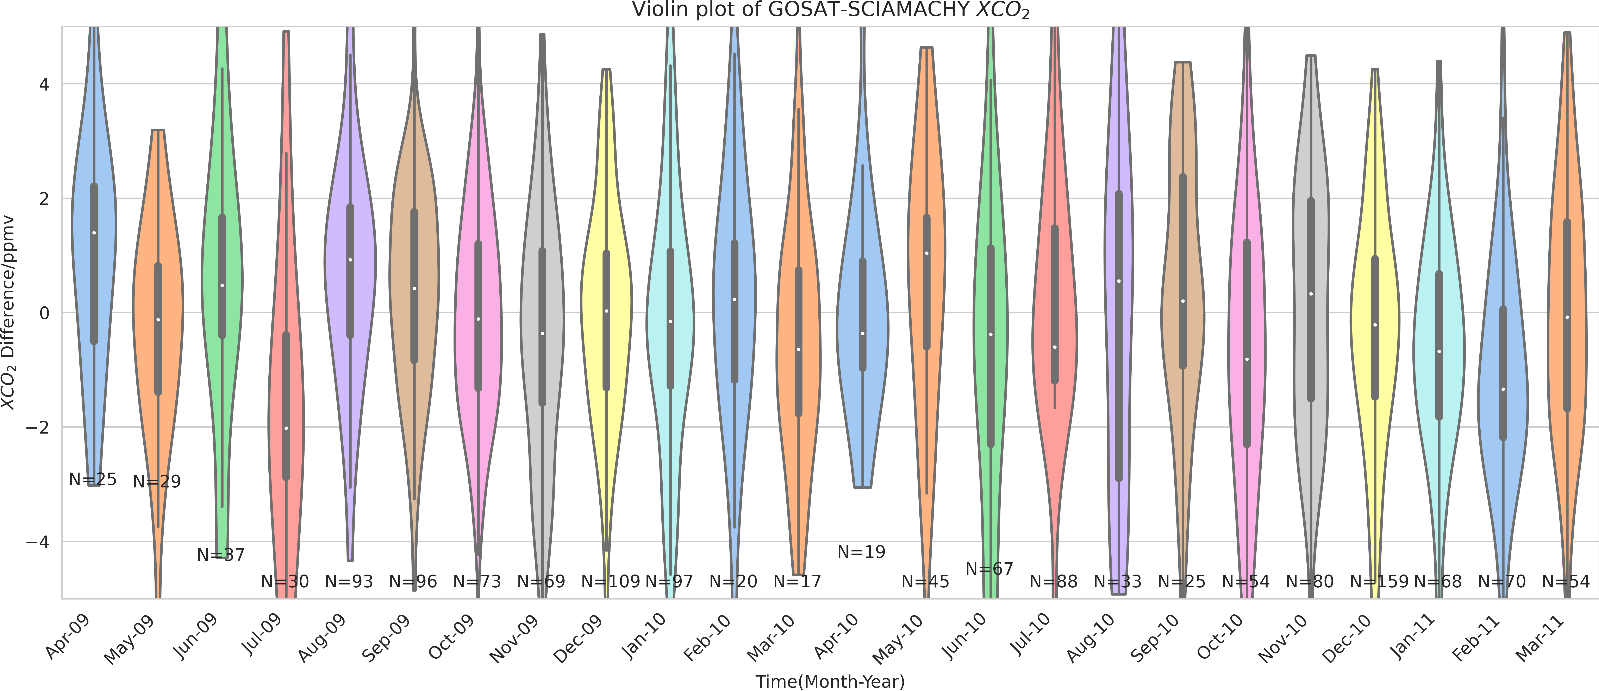 Violin plot of GOSAT-SCIAMACHY XCO₂
XCO₂ Difference/ppmv
4
2
0
−2
−4
N=25 N=29 N=37 N=30 N=93 N=96 N=73 N=69 N=109 N=97 N=20 N=17 N=19 N=45 N=67 N=88 N=33 N=25 N=54 N=80 N=159 N=68 N=70 N=54
Apr-09 May-09 Jun-09 Jul-09 Aug-09 Sep-09 Oct-09 Nov-09 Dec-09 Jan-10 Feb-10 Mar-10 Apr-10 May-10 Jun-10 Jul-10 Aug-10 Sep-10 Oct-10 Nov-10 Dec-10 Jan-11 Feb-11 Mar-11
Time(Month-Year)